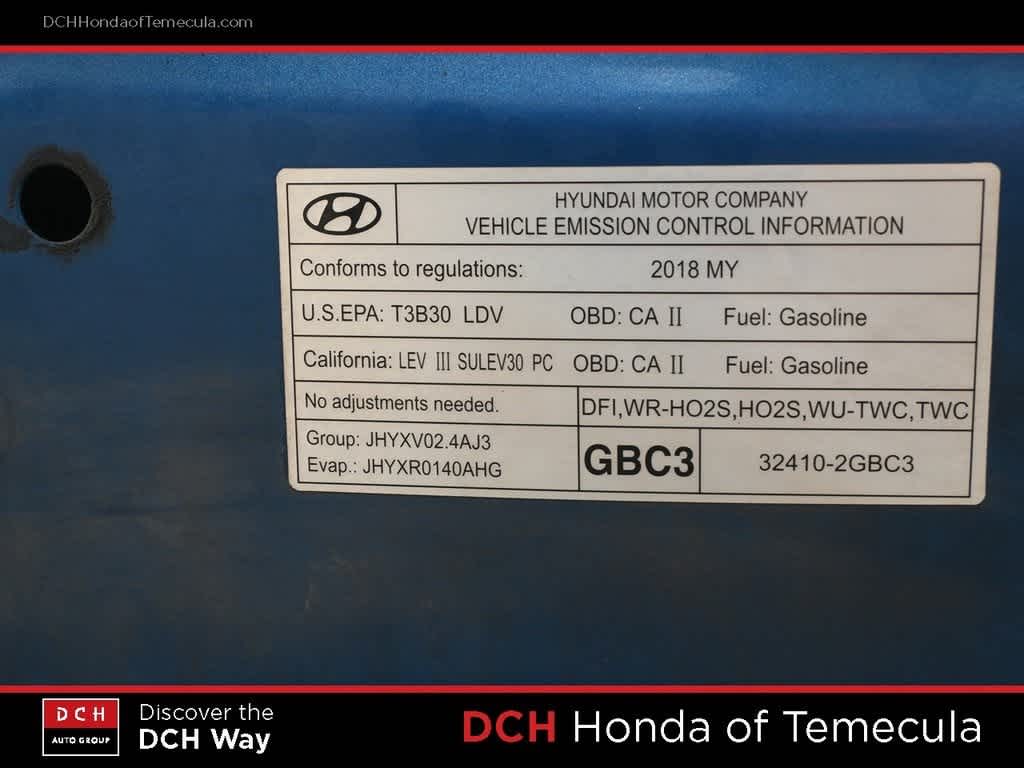 DCHHondaofTemecula.com
HYUNDAI MOTOR COMPANY
VEHICLE EMISSION CONTROL INFORMATION
Conforms to regulations: 2018 MY
U.S.EPA: T3B30 LDV OBD: CA II Fuel: Gasoline
California: LEV III SULEV30 PC OBD: CA II Fuel: Gasoline
No adjustments needed. DFI,WR-HO2S,HO2S,WU-TWC,TWC
Group: JHYXV02.4AJ3
Evap.: JHYXR0140AHG
GBC3 32410-2GBC3
DCH
AUTO GROUP
Discover the
DCH Way
DCH Honda of Temecula